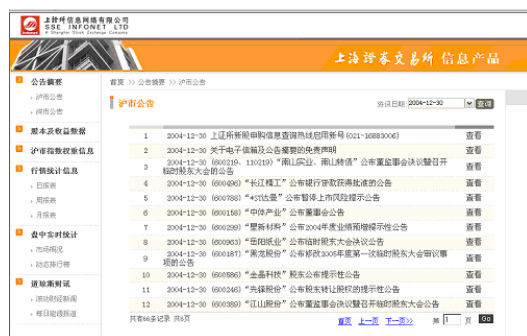 上证所信息网络有限公司
SSE INFONET LTD
A Shanghai Stock Exchange Company
上海證券交易所 信息产品
公告摘要
沪市公告
深市公告
股本及收益数据
沪市指数权重信息
行情统计信息
日报表
周报表
月报表
盘中实时统计
市场概况
动态排行榜
道琼斯财讯
滚动财经新闻
每日能源报道
首页 >> 公告摘要 >> 沪市公告
沪市公告
资讯日期 2004-12-30 查询
1 2004-12-30 上证所新股申购信息查询热线启用新号(021-16883006) 查看
2 2004-12-30 关于电子信箱及公告摘要的免责声明 查看
3 2004-12-30 (600219、110219)“南山实业、南山转债”公布董监事会决议暨召开临时股东大会的公告 查看
4 2004-12-30 (600496)“长江精工”公布银行贷款获得批准的公告 查看
5 2004-12-30 (600788)“*ST达曼”公布暂停上市风险提示公告 查看
6 2004-12-30 (600158)“中体产业”公布董事会公告 查看
7 2004-12-30 (600299)“星新材料”公布2004年度业绩预增提示性公告 查看
8 2004-12-30 (600963)“岳阳纸业”公布临时股东大会决议公告 查看
9 2004-12-30 (600187)“黑龙股份”公布修改2005年度第一次临时股东大会审议事项的公告 查看
10 2004-12-30 (600586)“金晶科技”股东公布提示性公告 查看
11 2004-12-30 (600246)“先锋股份”公布股东转让股权的提示性公告 查看
12 2004-12-30 (600389)“江山股份”公布董监事会决议暨召开临时股东大会公告 查看
共有66条记录 共6页 首页 上一页 下一页>> 第 1 页 Go